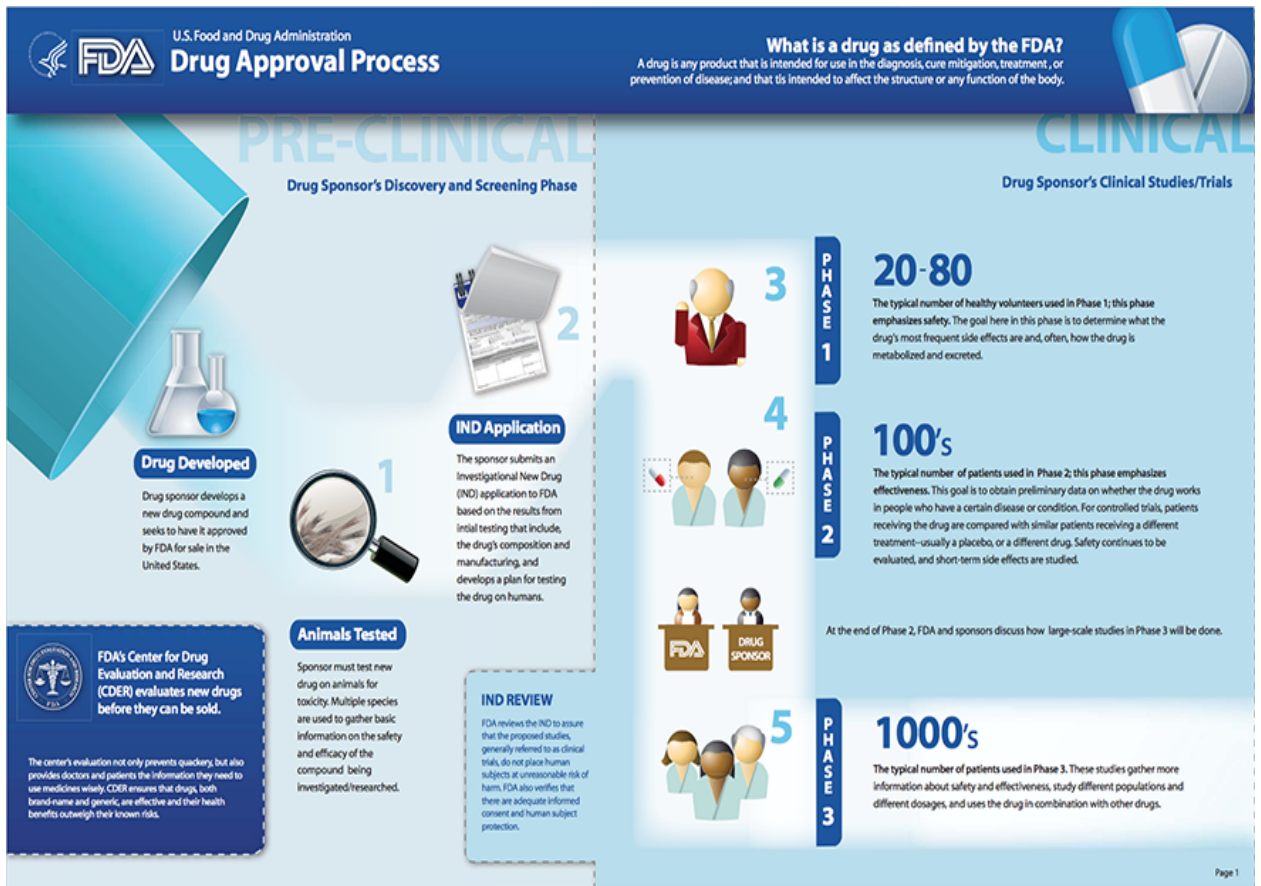 U.S. Food and Drug Administration
FDA
Drug Approval Process
What is a drug as defined by the FDA?
A drug is any product that is intended for use in the diagnosis, cure mitigation, treatment , or
prevention of disease; and that tis intended to affect the structure or any function of the body.
PRE-CLINICAL
Drug Sponsor's Discovery and Screening Phase
Drug Developed
Drug sponsor develops a
new drug compound and
seeks to have it approved
by FDA for sale in the
United States.
1
Animals Tested
Sponsor must test new
drug on animals for
toxicity. Multiple species
are used to gather basic
information on the safety
and efficacy of the
compound being
investigated/researched.
2
IND Application
The sponsor submits an
Investigational New Drug
(IND) application to FDA
based on the results from
intial testing that include,
the drug's composition and
manufacturing, and
develops a plan for testing
the drug on humans.
FDA's Center for Drug
Evaluation and Research
(CDER) evaluates new drugs
before they can be sold.
The center's evaluation not only prevents quackery, but also
provides doctors and patients the information they need to
use medicines wisely. CDER ensures that drugs, both
brand-name and generic, are effective and their health
benefits outweigh their known risks.
IND REVIEW
FDA reviews the IND to assure
that the proposed studies,
generally referred to as clinical
trials, do not place human
subjects at unreasonable risk of
harm. FDA also verifies that
there are adequate informed
consent and human subject
protection.
CLINICAL
Drug Sponsor's Clinical Studies/Trials
3
PHASE 1
20-80
The typical number of healthy volunteers used in Phase 1; this phase
emphasizes safety. The goal here in this phase is to determine what the
drug's most frequent side effects are and, often, how the drug is
metabolized and excreted.
4
PHASE 2
100's
The typical number of patients used in Phase 2; this phase emphasizes
effectiveness. This goal is to obtain preliminary data on whether the drug works
in people who have a certain disease or condition. For controlled trials, patients
receiving the drug are compared with similar patients receiving a different
treatment--usually a placebo, or a different drug. Safety continues to be
evaluated, and short-term side effects are studied.
FDA
DRUG
SPONSOR
At the end of Phase 2, FDA and sponsors discuss how large-scale studies in Phase 3 will be done.
5
PHASE 3
1000's
The typical number of patients used in Phase 3. These studies gather more
information about safety and effectiveness, study different populations and
different dosages, and uses the drug in combination with other drugs.
Page 1